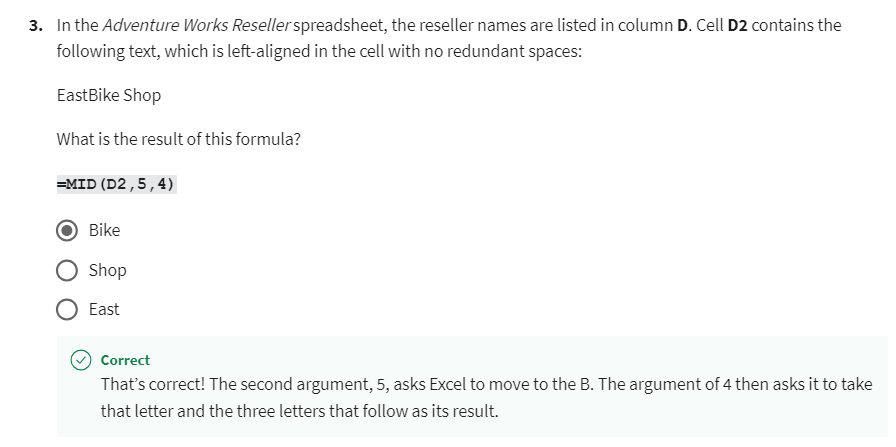 3. In the Adventure Works Reseller spreadsheet, the reseller names are listed in column D. Cell D2 contains the
following text, which is left-aligned in the cell with no redundant spaces:
EastBike Shop
What is the result of this formula?
=MID(D2,5,4)
Bike
Shop
East
Correct
That's correct! The second argument, 5, asks Excel to move to the B. The argument of 4 then asks it to take
that letter and the three letters that follow as its result.